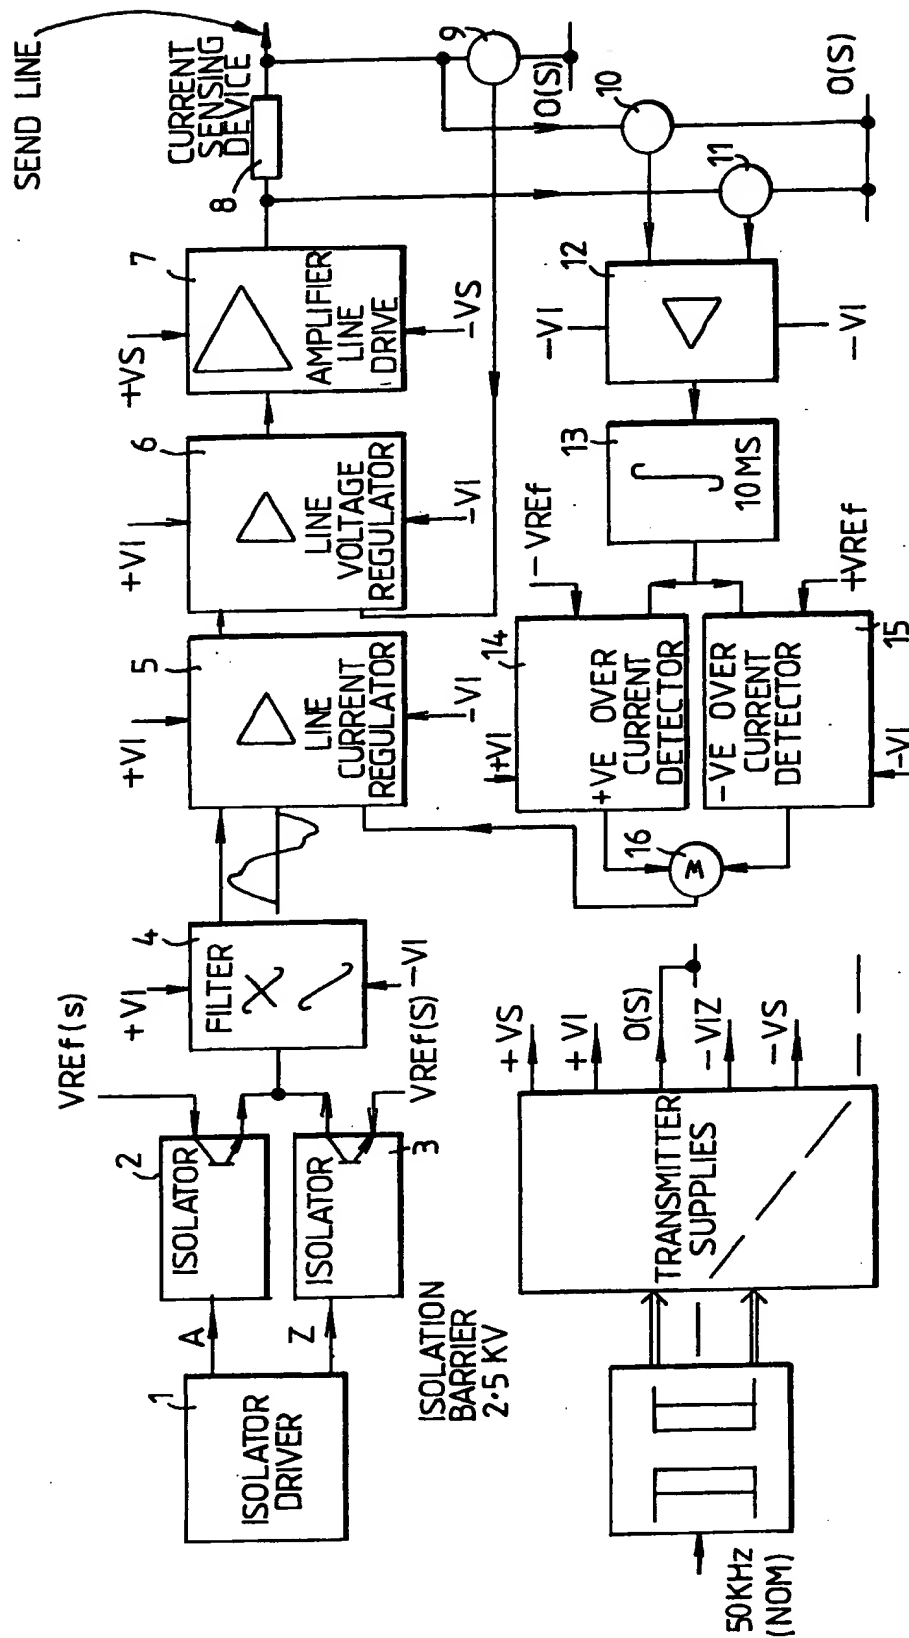 SEND LINE
CURRENT
SENSING
DEVICE
8
9
O(S)
10
11
O(S)
+VS
7
AMPLIFIER
LINE
DRIVE
-VS
+VI
6
LINE
VOLTAGE
REGULATOR
-VI
+VI
5
LINE
CURRENT
REGULATOR
-VI
+VI
4
FILTER
-VI
VREf(s)
2
ISOLATOR
VREf(S)
3
ISOLATOR
A
Z
1
ISOLATOR
DRIVER
ISOLATION
BARRIER
2·5 KV
-VI
12
-VI
13
10 MS
-VREf
14
+VI
+VE OVER
CURRENT
DETECTOR
+VREf
15
-VE OVER
CURRENT
DETECTOR
-VI
16
+VS
+VI
O(S)
-VIZ
-VS
TRANSMITTER
SUPPLIES
50KHz
(NOM)